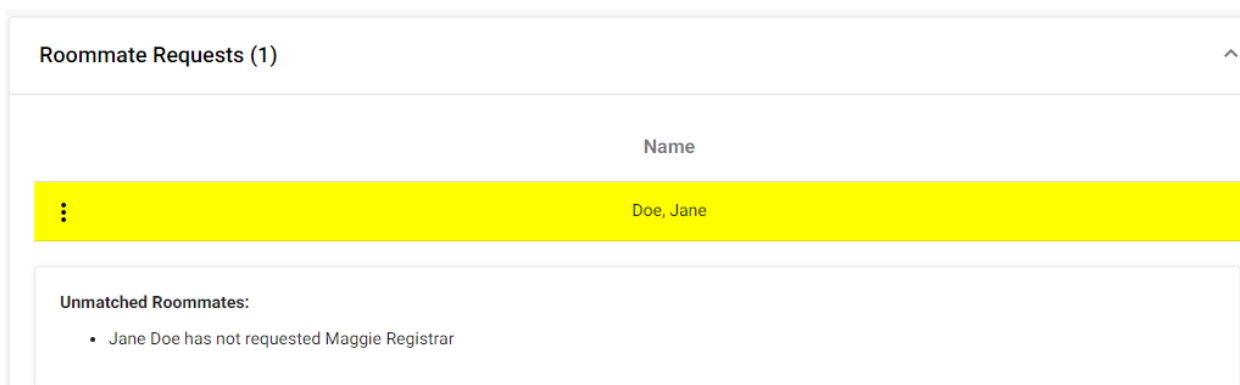 Roommate Requests (1)
Name
Doe, Jane
Unmatched Roommates:
• Jane Doe has not requested Maggie Registrar